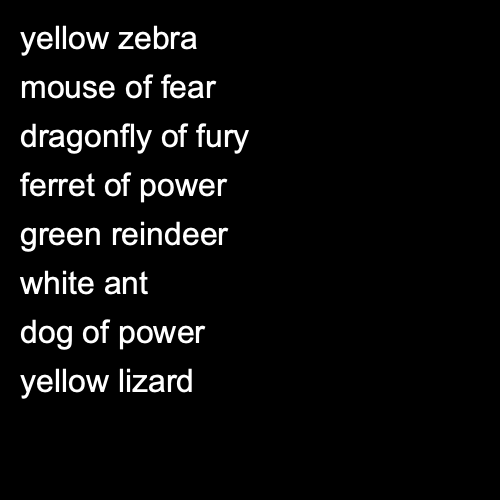 yellow zebra
mouse of fear
dragonfly of fury
ferret of power
green reindeer
white ant
dog of power
yellow lizard